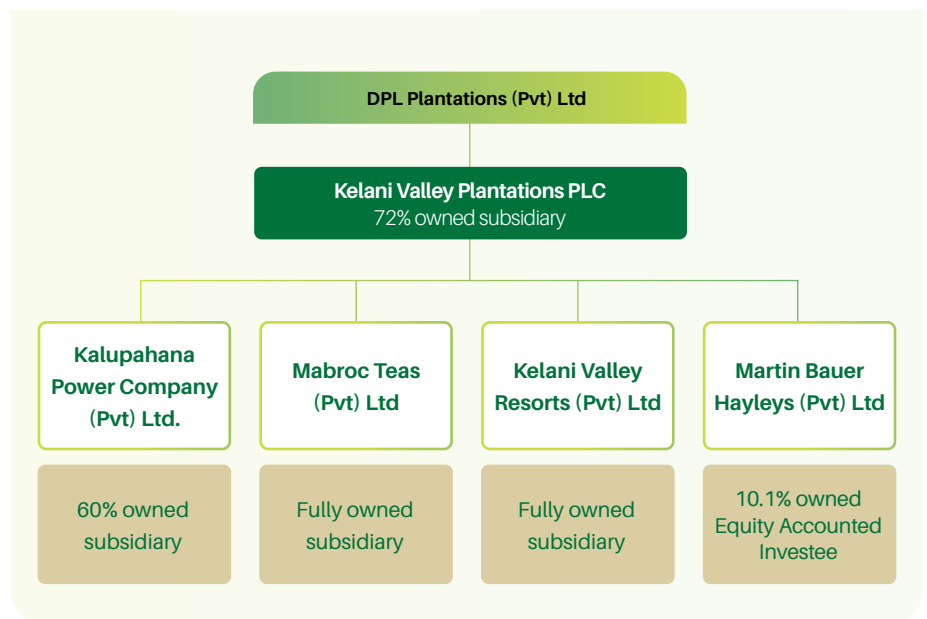 DPL Plantations (Pvt) Ltd
Kelani Valley Plantations PLC
72% owned subsidiary
Kalupahana
Power Company
(Pvt) Ltd.
Mabroc Teas
(Pvt) Ltd
Kelani Valley
Resorts (Pvt) Ltd
Martin Bauer
Hayleys (Pvt) Ltd
60% owned
subsidiary
Fully owned
subsidiary
Fully owned
subsidiary
10.1% owned
Equity Accounted
Investee